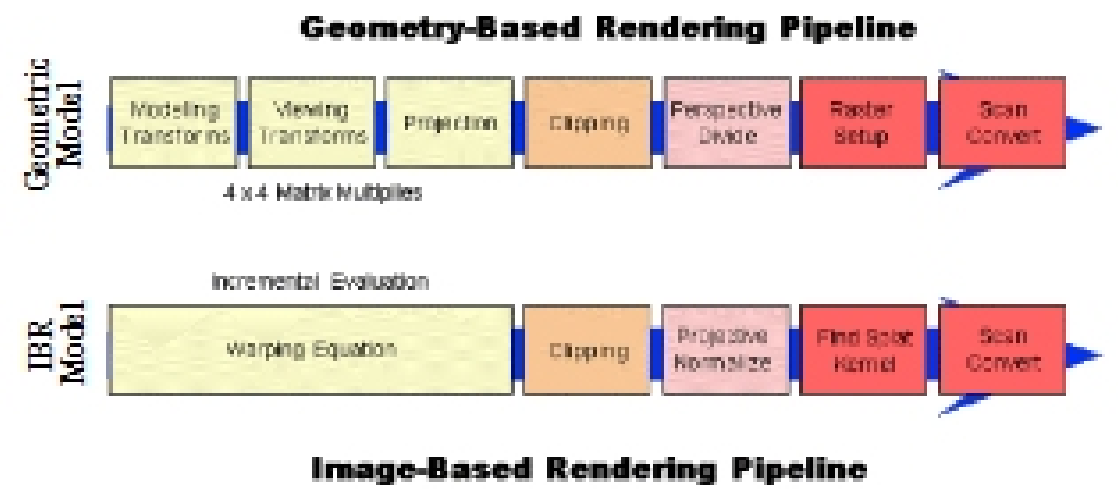 Geometry-Based Rendering Pipeline
Geometric
Model
Modeling
Transforms
Viewing
Transforms
Projection
Clipping
Perspective
Divide
Raster
Setup
Scan
Convert
4 x 4 Matrix Multiplies
Incremental Evaluation
IBR
Model
Warping Equation
Clipping
Projective
Normalize
Find Splat
Kernel
Scan
Convert
Image-Based Rendering Pipeline